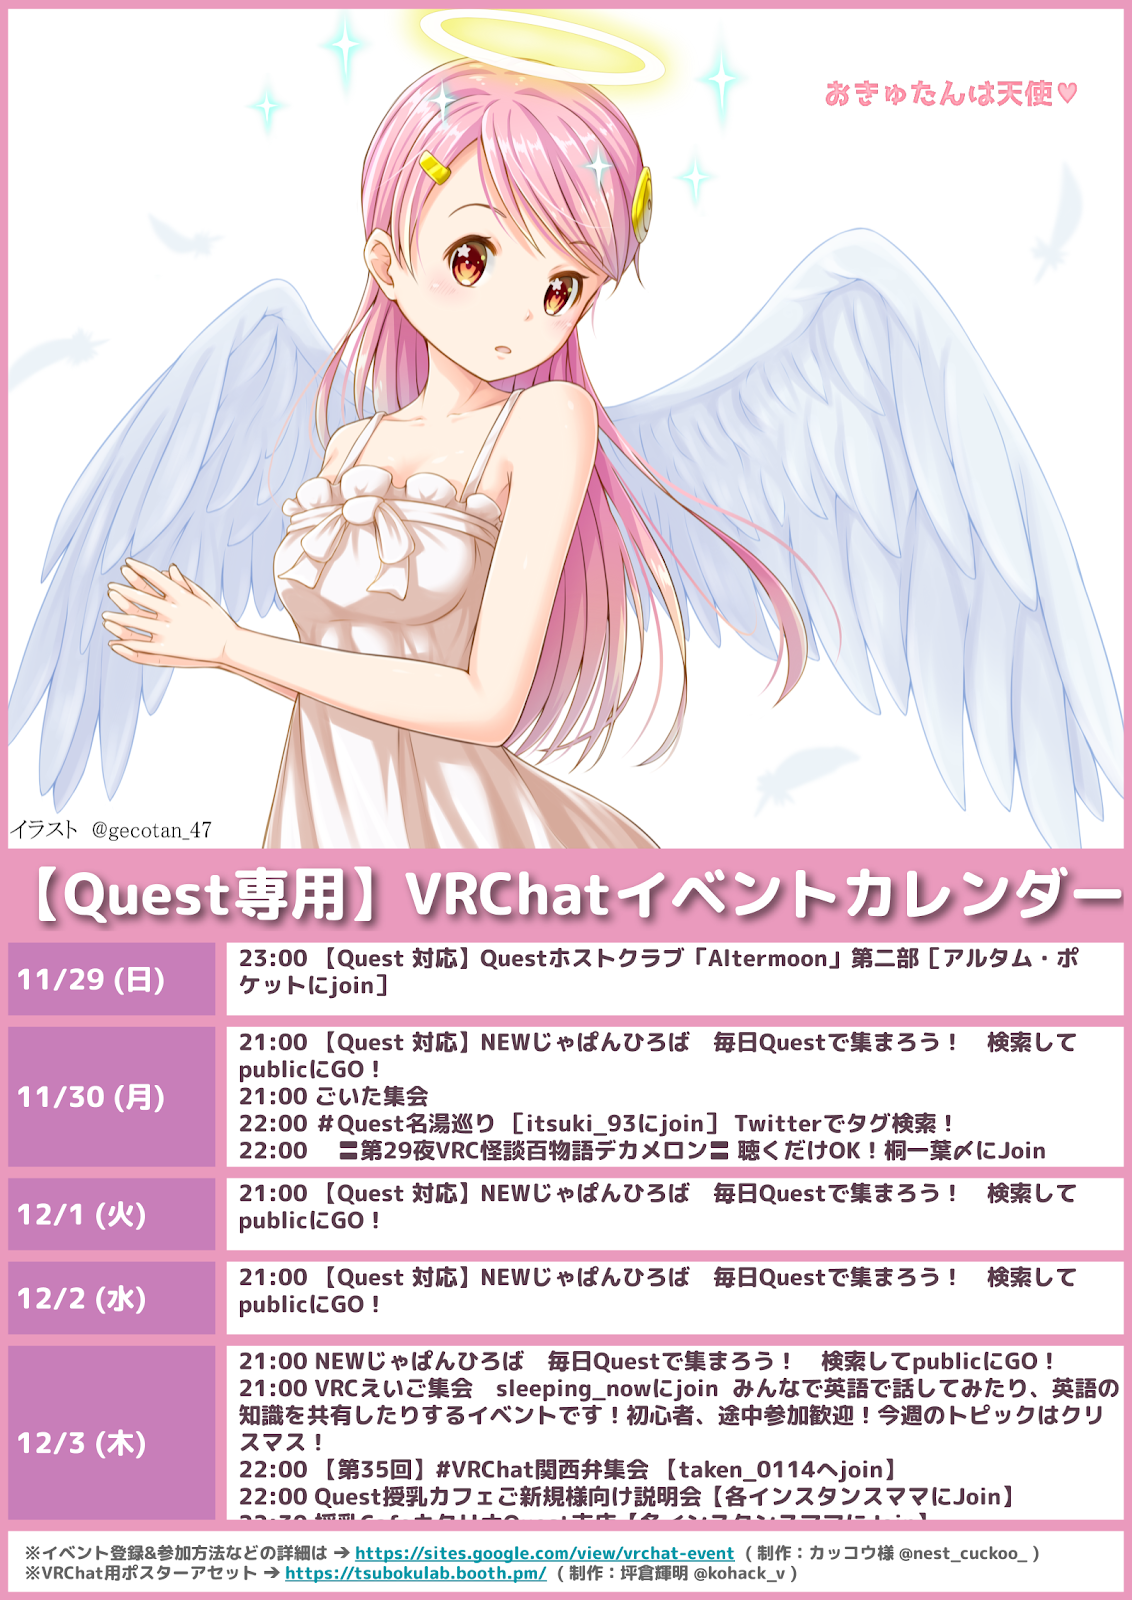 おきゅたんは天使♥
イラスト @gecotan_47
【Quest専用】VRChatイベントカレンダー
11/29 (日)
23:00 【Quest 対応】Questホストクラブ「Altermoon」第二部［アルタム・ポ
ケットにjoin］
11/30 (月)
21:00 【Quest 対応】NEWじゃぱんひろば　毎日Questで集まろう！　検索して
publicにGO！
21:00 ごいた集会
22:00 ＃Quest名湯巡り ［itsuki_93にjoin］ Twitterでタグ検索！
22:00 　〓第29夜VRC怪談百物語デカメロン〓 聴くだけOK！桐一葉〆にJoin
12/1 (火)
21:00 【Quest 対応】NEWじゃぱんひろば　毎日Questで集まろう！　検索して
publicにGO！
12/2 (水)
21:00 【Quest 対応】NEWじゃぱんひろば　毎日Questで集まろう！　検索して
publicにGO！
12/3 (木)
21:00 NEWじゃぱんひろば　毎日Questで集まろう！　検索してpublicにGO！
21:00 VRCえいご集会　sleeping_nowにjoin みんなで英語で話してみたり、英語の
知識を共有したりするイベントです！初心者、途中参加歓迎！今週のトピックはクリ
スマス！
22:00 【第35回】#VRChat関西弁集会 【taken_0114へjoin】
22:00 Quest授乳カフェご新規様向け説明会【各インスタンスママにJoin】
※イベント登録&参加方法などの詳細は → https://sites.google.com/view/vrchat-event ( 制作：カッコウ様 @nest_cuckoo_ )
※VRChat用ポスターアセット → https://tsubokulab.booth.pm/ ( 制作：坪倉輝明 @kohack_v )